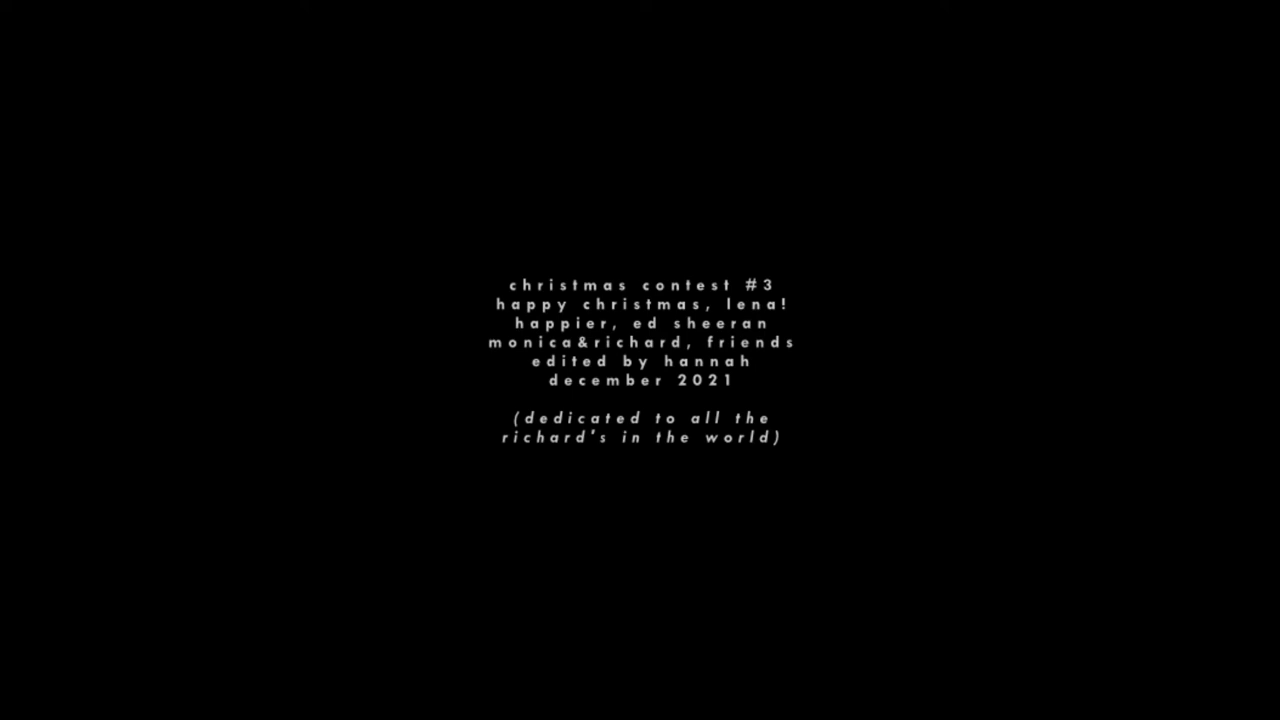 christmas contest #3
happy christmas, lena!
happier, ed sheeran
monica&richard, friends
edited by hannah
december 2021
(dedicated to all the
richard's in the world)